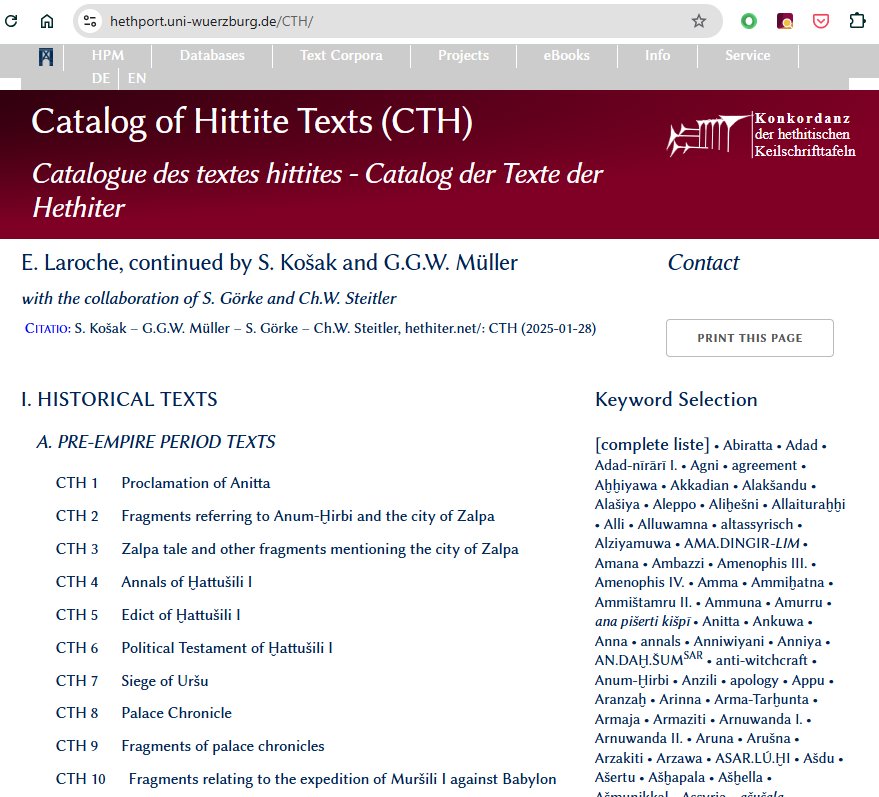 hethport.uni-wuerzburg.de/CTH/
HPM
Databases
Text Corpora
Projects
eBooks
Info
Service
DE
EN
Catalog of Hittite Texts (CTH)
Catalogue des textes hittites - Catalog der Texte der
Hethiter
Konkordanz
der hethitischen
Keilschrifttafeln
E. Laroche, continued by S. Košak and G.G.W. Müller
with the collaboration of S. Görke and Ch.W. Steitler
CITATIO: S. Košak – G.G.W. Müller – S. Görke – Ch.W. Steitler, hethiter.net/: CTH (2025-01-28)
Contact
PRINT THIS PAGE
I. HISTORICAL TEXTS
A. PRE-EMPIRE PERIOD TEXTS
CTH 1 Proclamation of Anitta
CTH 2 Fragments referring to Anum-Ḫirbi and the city of Zalpa
CTH 3 Zalpa tale and other fragments mentioning the city of Zalpa
CTH 4 Annals of Ḫattušili I
CTH 5 Edict of Ḫattušili I
CTH 6 Political Testament of Ḫattušili I
CTH 7 Siege of Uršu
CTH 8 Palace Chronicle
CTH 9 Fragments of palace chronicles
CTH 10 Fragments relating to the expedition of Muršili I against Babylon
Keyword Selection
[complete liste] • Abiratta • Adad •
Adad-nīrārī I. • Agni • agreement •
Aḫḫiyawa • Akkadian • Alakšandu •
Alašiya • Aleppo • Aliḫešni • Allaituraḫḫi
• Alli • Alluwamna • altassyrisch •
Alziyamuwa • AMA.DINGIR-LIM •
Amana • Ambazzi • Amenophis III. •
Amenophis IV. • Amma • Ammiḫatna •
Ammištamru II. • Ammuna • Amurru •
ana pišerti kišpī • Anitta • Ankuwa •
Anna • annals • Anniwiyani • Anniya •
AN.DAḪ.ŠUMSAR • anti-witchcraft •
Anum-Ḫirbi • Anzili • apology • Appu •
Aranzaḫ • Arinna • Arma-Tarḫunta •
Armaja • Armaziti • Arnuwanda I. •
Arnuwanda II. • Aruna • Arušna •
Arzakiti • Arzawa • ASAR.LÚ.ḪI • Ašdu •
Ašertu • Ašḫapala • Ašḫella •
Ašmunikkal • Assyria • ašušala